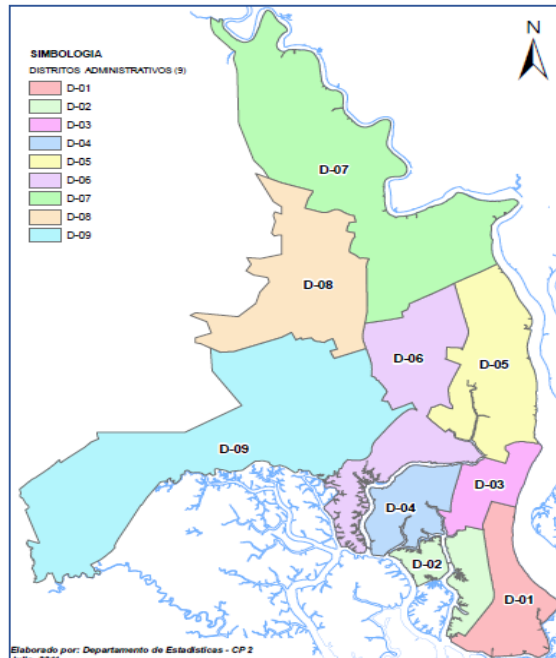 N
SIMBOLOGIA
DISTRITOS ADMINISTRATIVOS (9)
D-01
D-02
D-03
D-04
D-05
D-06
D-07
D-08
D-09
D-07
D-08
D-06
D-05
D-09
D-03
D-04
D-02
D-01
Elaborado por: Departamento de Estadísticas - CP 2